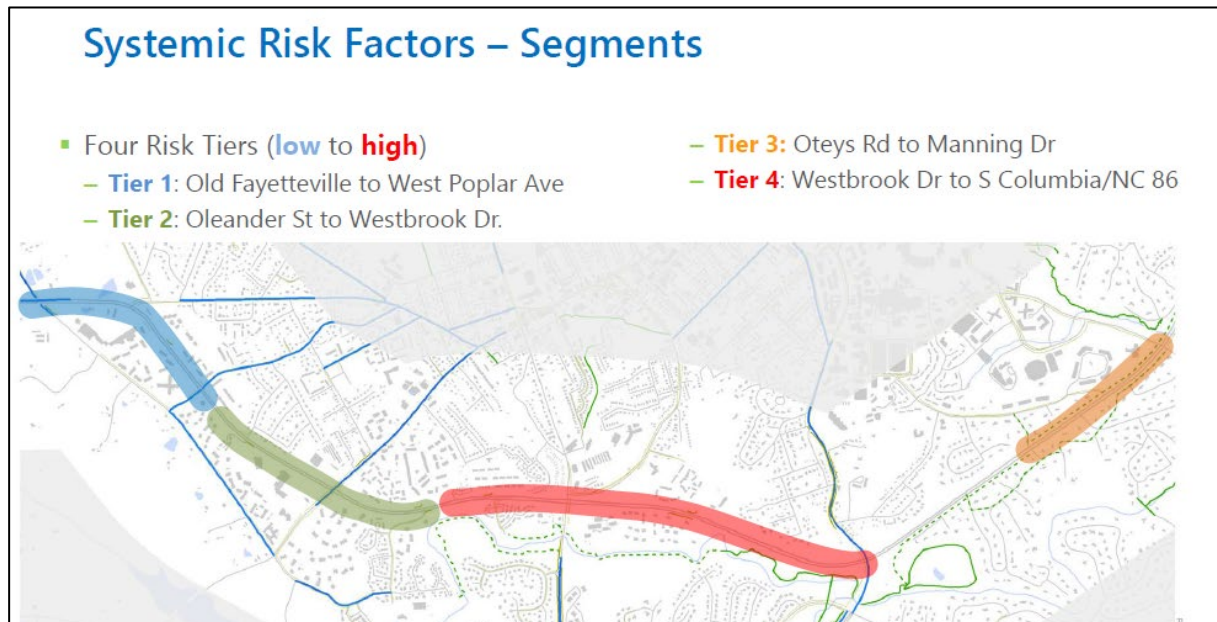 Systemic Risk Factors – Segments
▪ Four Risk Tiers (low to high)
– Tier 1: Old Fayetteville to West Poplar Ave
– Tier 2: Oleander St to Westbrook Dr.
– Tier 3: Oteys Rd to Manning Dr
– Tier 4: Westbrook Dr to S Columbia/NC 86